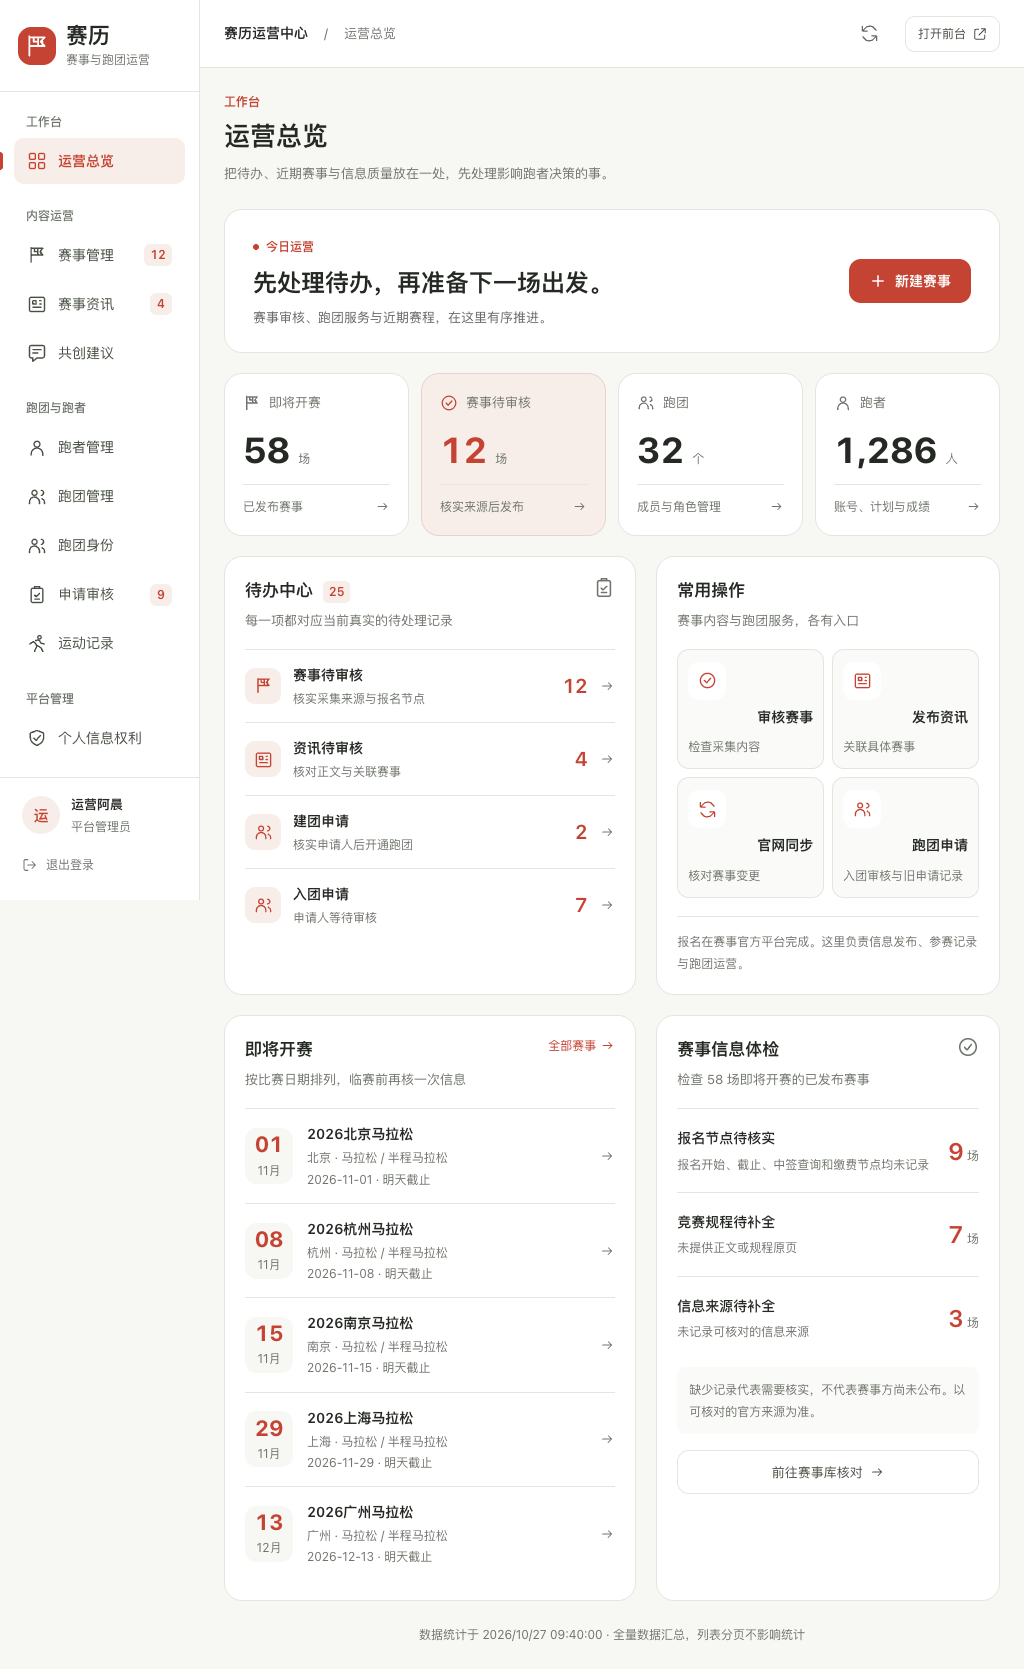 赛历
赛事与跑团运营
工作台
运营总览
内容运营
赛事管理 12
赛事资讯 4
共创建议
跑团与跑者
跑者管理
跑团管理
跑团身份
申请审核 9
运动记录
平台管理
个人信息权利
运 运营阿晨
平台管理员
退出登录
赛历运营中心 / 运营总览
打开前台
工作台
运营总览
把待办、近期赛事与信息质量放在一处，先处理影响跑者决策的事。
今日运营
先处理待办，再准备下一场出发。
赛事审核、跑团服务与近期赛程，在这里有序推进。
新建赛事
即将开赛
58 场
已发布赛事
赛事待审核
12 场
核实来源后发布
跑团
32 个
成员与角色管理
跑者
1,286 人
账号、计划与成绩
待办中心 25
每一项都对应当前真实的待处理记录
赛事待审核
核实采集来源与报名节点
12
资讯待审核
核对正文与关联赛事
4
建团申请
核实申请人后开通跑团
2
入团申请
申请人等待审核
7
常用操作
赛事内容与跑团服务，各有入口
审核赛事
检查采集内容
发布资讯
关联具体赛事
官网同步
核对赛事变更
跑团申请
入团审核与旧申请记录
报名在赛事官方平台完成。这里负责信息发布、参赛记录
与跑团运营。
即将开赛
全部赛事
按比赛日期排列，临赛前再核一次信息
01
11月
2026北京马拉松
北京 · 马拉松 / 半程马拉松
2026-11-01 · 明天截止
08
11月
2026杭州马拉松
杭州 · 马拉松 / 半程马拉松
2026-11-08 · 明天截止
15
11月
2026南京马拉松
南京 · 马拉松 / 半程马拉松
2026-11-15 · 明天截止
29
11月
2026上海马拉松
上海 · 马拉松 / 半程马拉松
2026-11-29 · 明天截止
13
12月
2026广州马拉松
广州 · 马拉松 / 半程马拉松
2026-12-13 · 明天截止
赛事信息体检
检查 58 场即将开赛的已发布赛事
报名节点待核实
报名开始、截止、中签查询和缴费节点均未记录
9 场
竞赛规程待补全
未提供正文或规程原页
7 场
信息来源待补全
未记录可核对的信息来源
3 场
缺少记录代表需要核实，不代表赛事方尚未公布。以
可核对的官方来源为准。
前往赛事库核对
数据统计于 2026/10/27 09:40:00 · 全量数据汇总，列表分页不影响统计